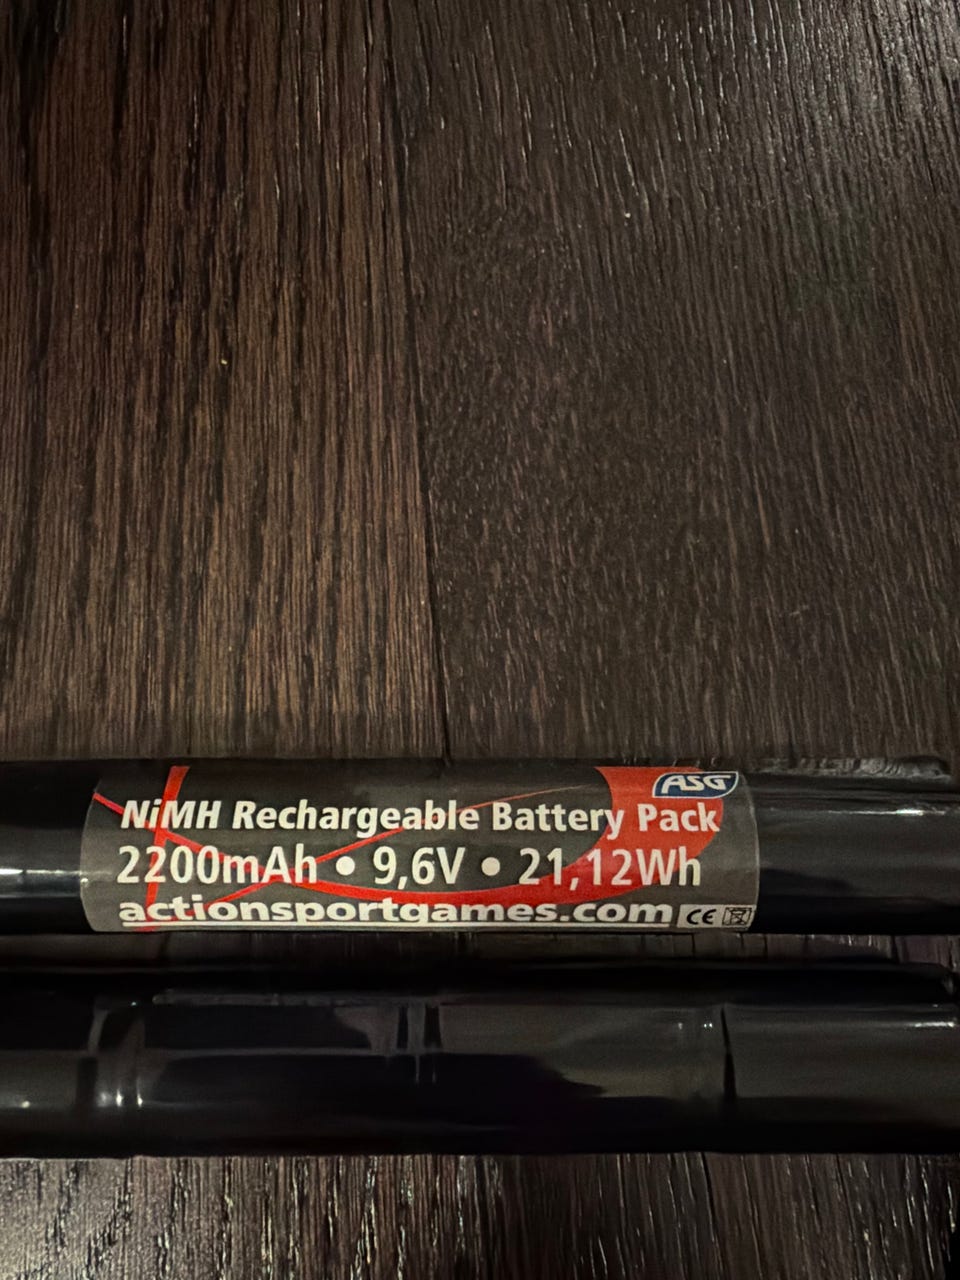 ASG
NiMH Rechargeable Battery Pack
2200mAh • 9,6V • 21,12Wh
actionsportgames.com CE